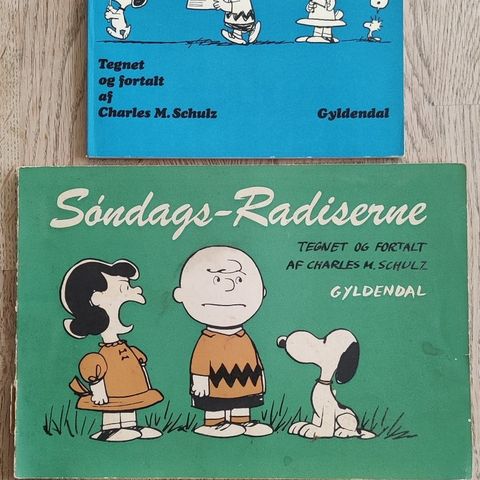 Tegnet
og fortalt
af
Charles M. Schulz
Gyldendal
Søndags-Radiserne
TEGNET OG FORTALT
AF CHARLES M. SCHULZ
GYLDENDAL